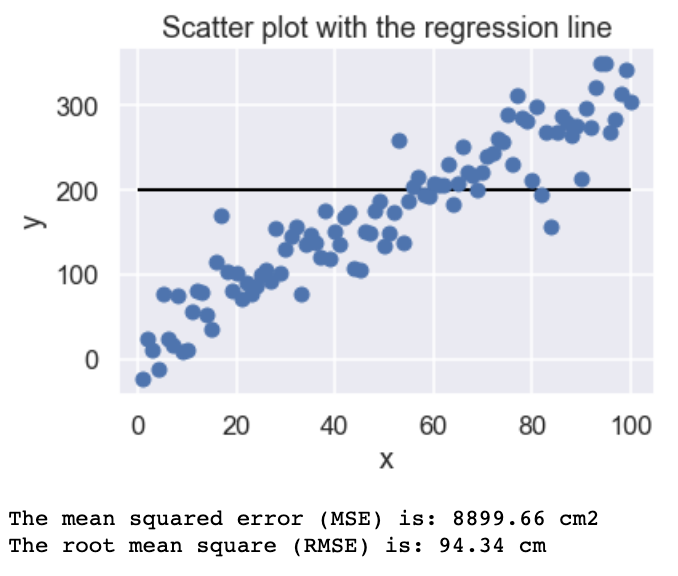 Scatter plot with the regression line
300
200
100
0
y
0 20 40 60 80 100
x
The mean squared error (MSE) is: 8899.66 cm2
The root mean square (RMSE) is: 94.34 cm